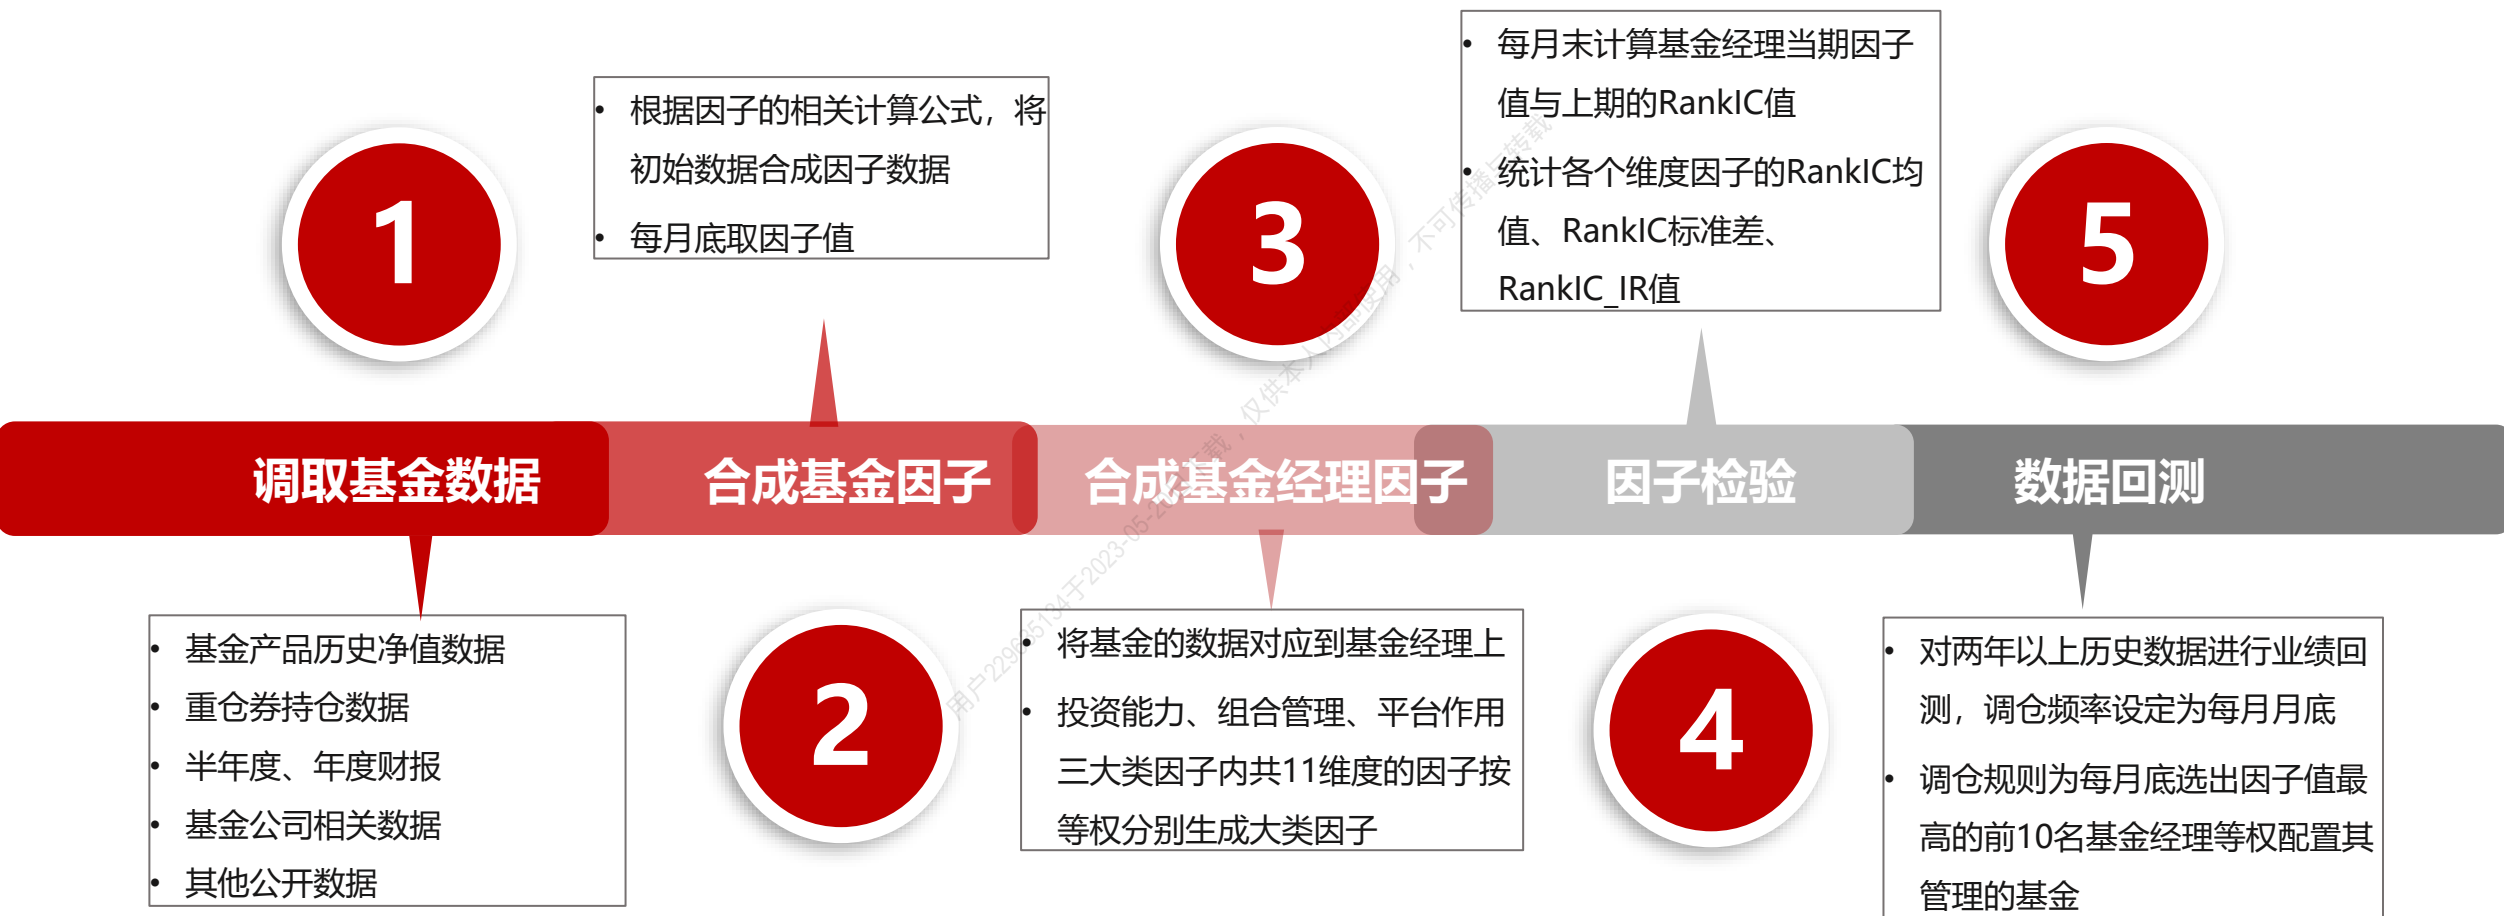 1
调取基金数据
• 基金产品历史净值数据
• 重仓券持仓数据
• 半年度、年度财报
• 基金公司相关数据
• 其他公开数据
• 根据因子的相关计算公式，将
初始数据合成因子数据
• 每月底取因子值
合成基金因子
2
3
合成基金经理因子
• 将基金的数据对应到基金经理上
• 投资能力、组合管理、平台作用
三大类因子内共11维度的因子按
等权分别生成大类因子
• 每月末计算基金经理当期因子
值与上期的RankIC值
• 统计各个维度因子的RankIC均
值、RankIC标准差、
RankIC_IR值
因子检验
4
5
数据回测
• 对两年以上历史数据进行业绩回
测，调仓频率设定为每月月底
• 调仓规则为每月底选出因子值最
高的前10名基金经理等权配置其
管理的基金